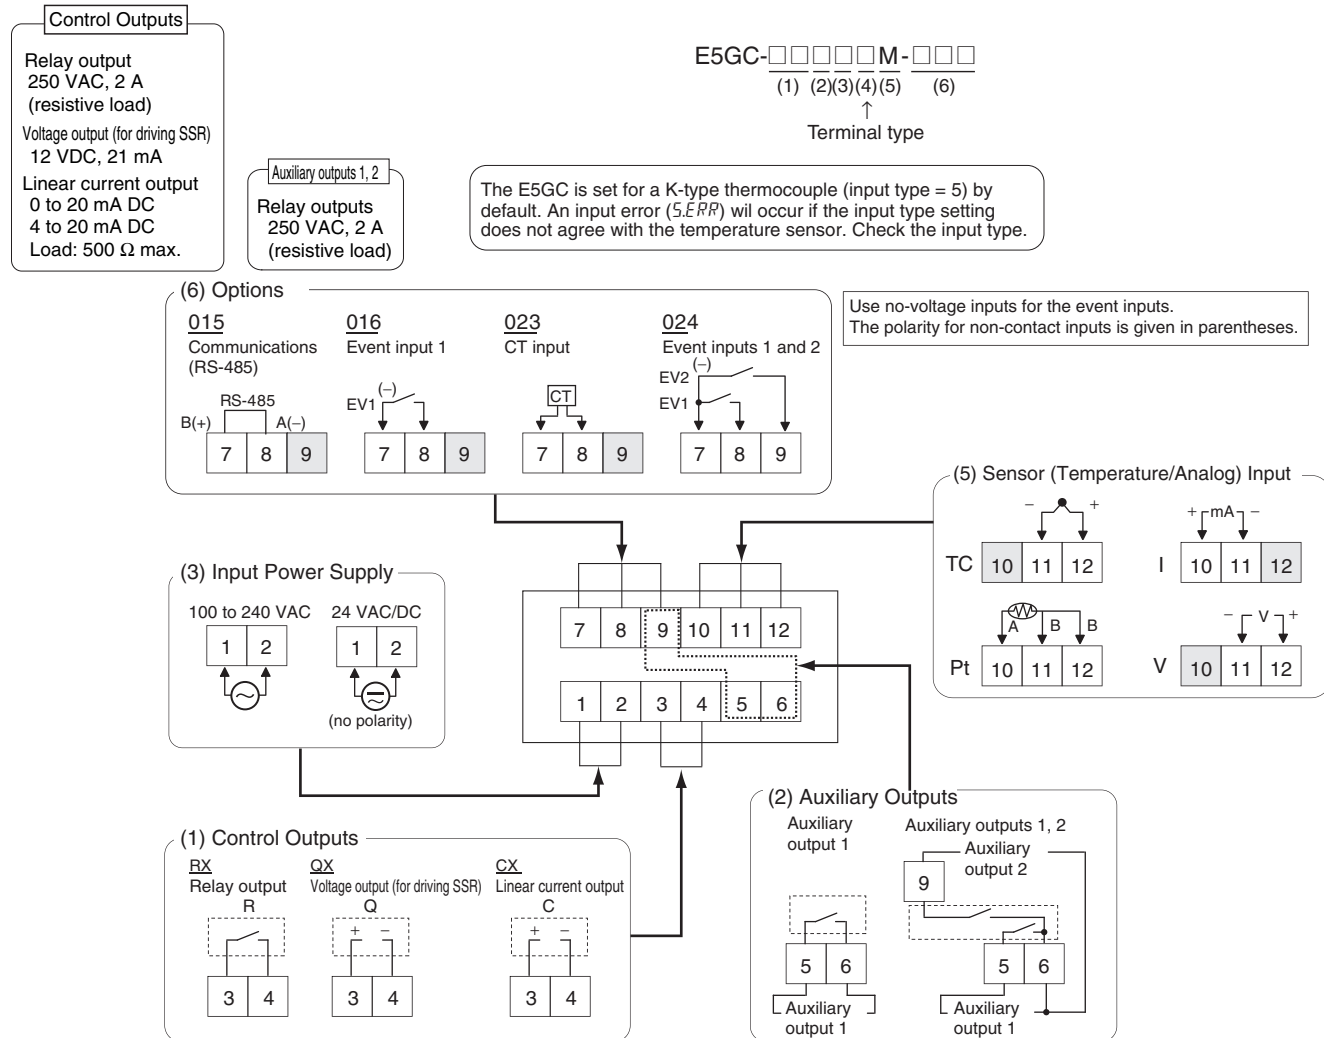 Control Outputs
Relay output
250 VAC, 2 A
(resistive load)
Voltage output (for driving SSR)
12 VDC, 21 mA
Linear current output
0 to 20 mA DC
4 to 20 mA DC
Load: 500 Ω max.
Auxiliary outputs 1, 2
Relay outputs
250 VAC, 2 A
(resistive load)
E5GC-□□□□□M-□□□
(1) (2)(3)(4)(5) (6)
↑
Terminal type
The E5GC is set for a K-type thermocouple (input type = 5) by
default. An input error (S.ERR) wil occur if the input type setting
does not agree with the temperature sensor. Check the input type.
(6) Options
015
Communications
(RS-485)
RS-485
B(+) A(−)
7 8 9
016
Event input 1
(−)
EV1
7 8 9
023
CT input
CT
7 8 9
024
Event inputs 1 and 2
(−)
EV2
EV1
7 8 9
Use no-voltage inputs for the event inputs.
The polarity for non-contact inputs is given in parentheses.
(5) Sensor (Temperature/Analog) Input
− +
TC 10 11 12
+ mA −
I 10 11 12
A B B
Pt 10 11 12
− V +
V 10 11 12
(3) Input Power Supply
100 to 240 VAC
1 2
24 VAC/DC
1 2
(no polarity)
7 8 9 10 11 12
1 2 3 4 5 6
(1) Control Outputs
RX
Relay output
R
3 4
QX
Voltage output (for driving SSR)
Q
+ −
3 4
CX
Linear current output
C
+ −
3 4
(2) Auxiliary Outputs
Auxiliary
output 1
5 6
Auxiliary
output 1
Auxiliary outputs 1, 2
Auxiliary
output 2
9
5 6
Auxiliary
output 1